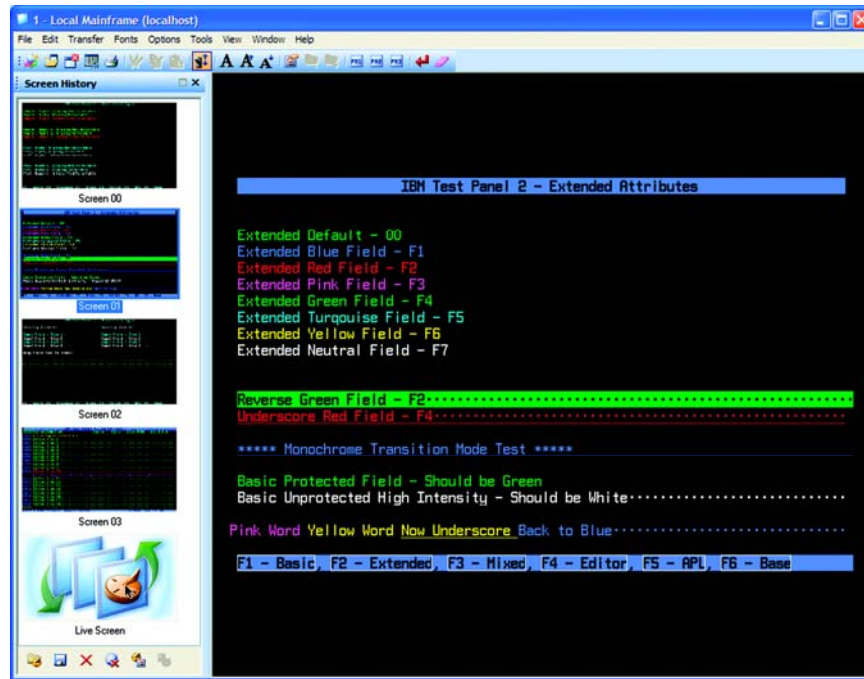 1 - Local Mainframe (localhost)
File Edit Transfer Fonts Options Tools View Window Help
Screen History
Screen 00
Screen 01
Screen 02
Screen 03
Live Screen
IBM Test Panel 2 - Extended Attributes
Extended Default - 00
Extended Blue Field - F1
Extended Red Field - F2
Extended Pink Field - F3
Extended Green Field - F4
Extended Turqouise Field - F5
Extended Yellow Field - F6
Extended Neutral Field - F7
Reverse Green Field - F2
Underscore Red Field - F4
***** Monochrome Transition Mode Test *****
Basic Protected Field - Should be Green
Basic Unprotected High Intensity - Should be White
Pink Word Yellow Word Now Underscore Back to Blue
F1 - Basic, F2 - Extended, F3 - Mixed, F4 - Editor, F5 - APL, F6 - Base